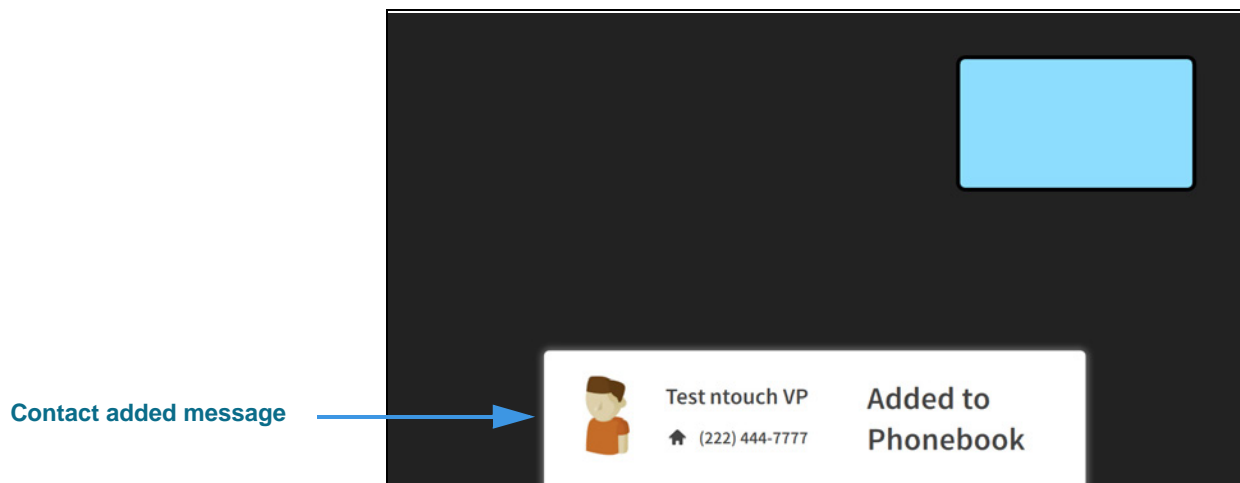 Contact added message
Test ntouch VP
(222) 444-7777
Added to
Phonebook